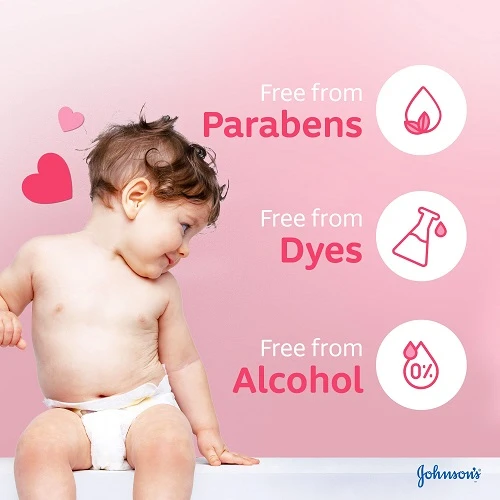 Free from
Parabens
Free from
Dyes
Free from
Alcohol
0%
Johnson's